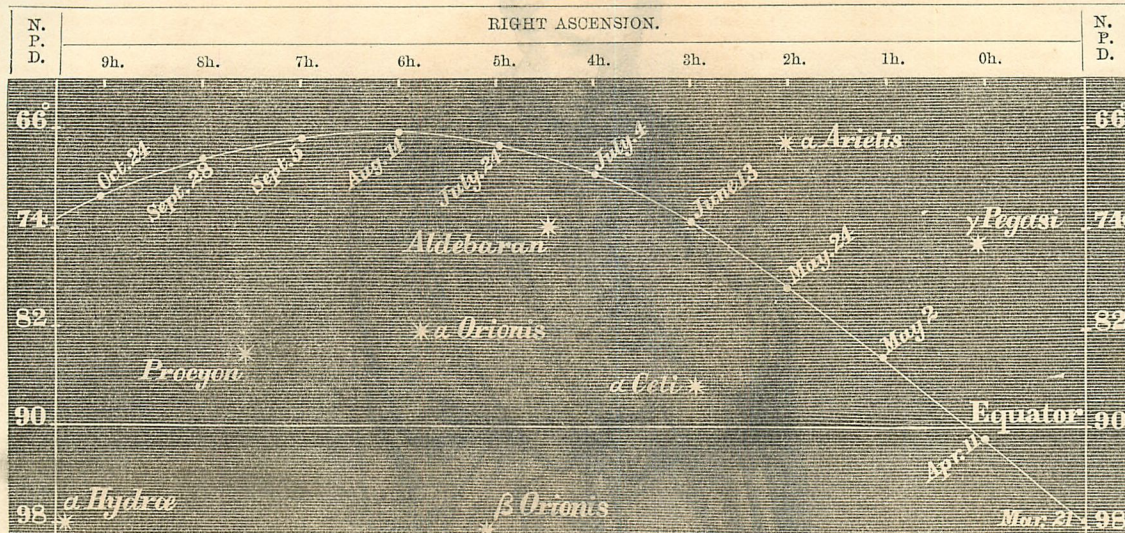 N. P. D.
RIGHT ASCENSION.
N. P. D.
9h. 8h. 7h. 6h. 5h. 4h. 3h. 2h. 1h. 0h.
66°
66°
α Arietis
Oct. 24
Sept. 28
Sept. 5
Aug. 14
July. 24
July. 4
June. 13
74
γ Pegasi
74
Aldebaran
May. 24
82
α Orionis
82
May 2
Procyon
α Ceti
90
Equator
90
Apr. 11
α Hydræ
β Orionis
98
Mar. 21
98